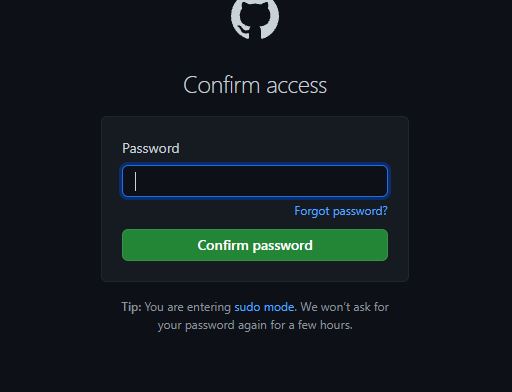 Confirm access
Password
Forgot password?
Confirm password
Tip: You are entering sudo mode. We won’t ask for
your password again for a few hours.